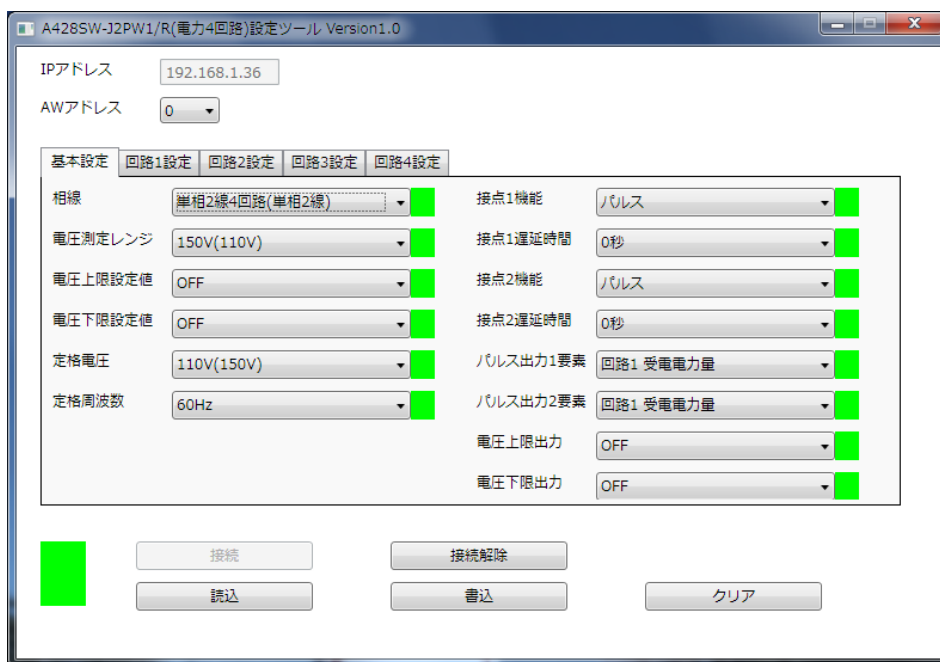 A428SW-J2PW1/R(電力4回路)設定ツール Version1.0
IPアドレス 192.168.1.36
AWアドレス 0
基本設定 回路1設定 回路2設定 回路3設定 回路4設定
相線 単相2線4回路(単相2線) 接点1機能 パルス
電圧測定レンジ 150V(110V) 接点1遅延時間 0秒
電圧上限設定値 OFF 接点2機能 パルス
電圧下限設定値 OFF 接点2遅延時間 0秒
定格電圧 110V(150V) パルス出力1要素 回路1 受電電力量
定格周波数 60Hz パルス出力2要素 回路1 受電電力量
電圧上限出力 OFF
電圧下限出力 OFF
接続 接続解除
読込 書込 クリア